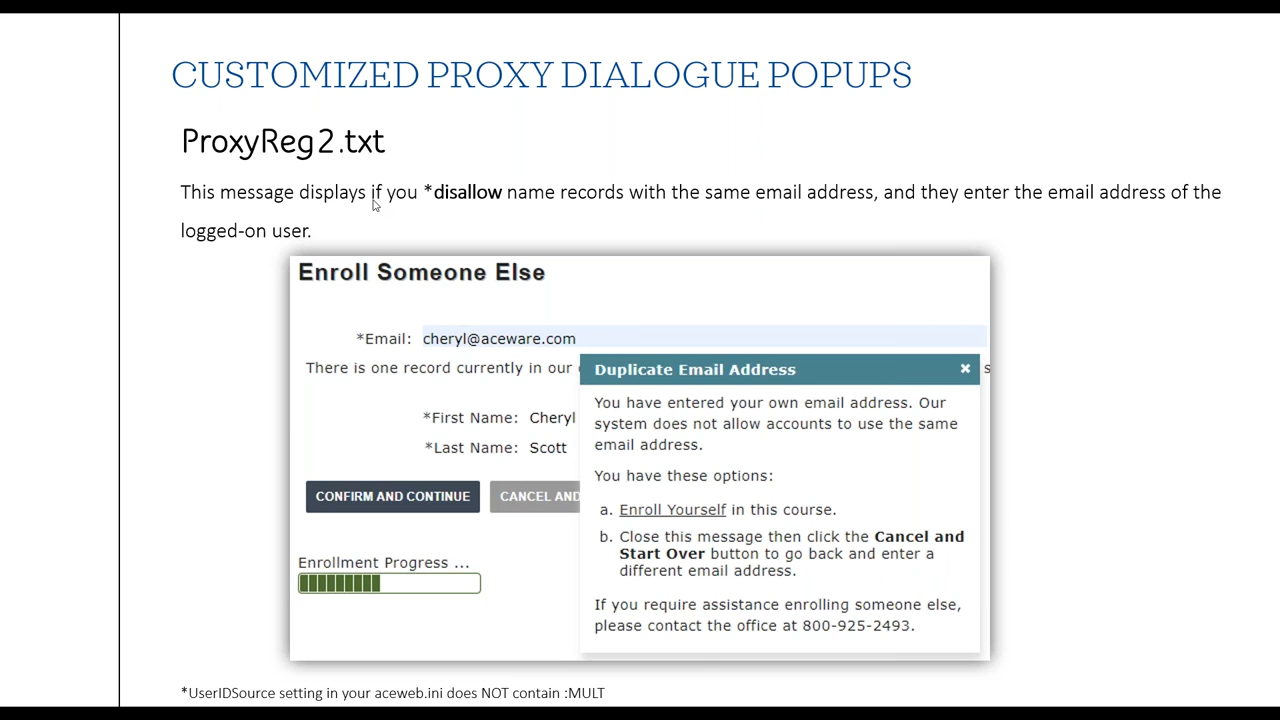 CUSTOMIZED PROXY DIALOGUE POPUPS
ProxyReg2.txt
This message displays if you *disallow name records with the same email address, and they enter the email address of the
logged-on user.
Enroll Someone Else
*Email: cheryl@aceware.com
There is one record currently in our
*First Name: Cheryl
*Last Name: Scott
CONFIRM AND CONTINUE
CANCEL AND
Enrollment Progress ...
Duplicate Email Address
You have entered your own email address. Our
system does not allow accounts to use the same
email address.
You have these options:
a. Enroll Yourself in this course.
b. Close this message then click the Cancel and
Start Over button to go back and enter a
different email address.
If you require assistance enrolling someone else,
please contact the office at 800-925-2493.
*UserIDSource setting in your aceweb.ini does NOT contain :MULT